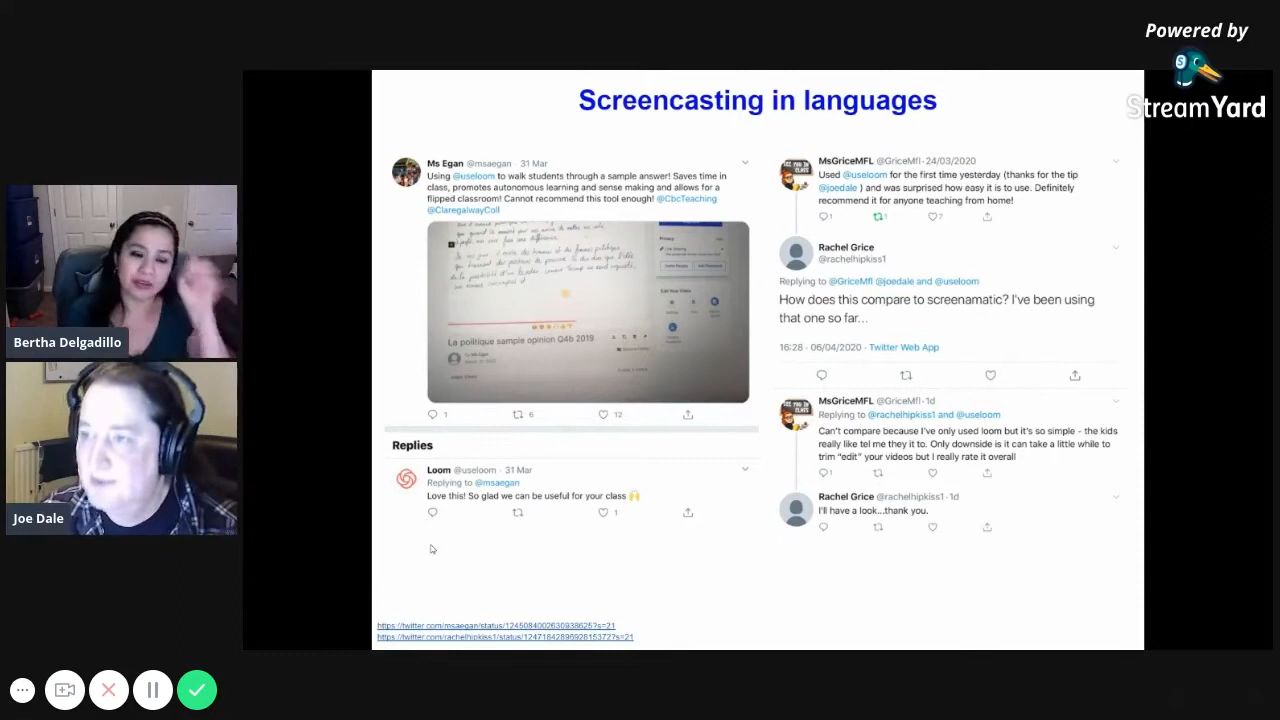 Powered by
StreamYard
Screencasting in languages
Ms Egan @msaegan · 31 Mar
Using @useloom to walk students through a sample answer! Saves time in
class, promotes autonomous learning and sense making and allows for a
flipped classroom! Cannot recommend this tool enough! @CbcTeaching
@ClaregalwayColl
La politique sample opinion Q4b 2019
1 6 12
Replies
Loom @useloom · 31 Mar
Replying to @msaegan
Love this! So glad we can be useful for your class 🙌
1
MsGriceMFL @GriceMfl · 24/03/2020
Used @useloom for the first time yesterday (thanks for the tip
@joedale ) and was surprised how easy it is to use. Definitely
recommend it for anyone teaching from home!
1 1 7
Rachel Grice
@rachelhipkiss1
Replying to @GriceMfl @joedale and @useloom
How does this compare to screenamatic? I've been using
that one so far...
16:28 · 06/04/2020 · Twitter Web App
MsGriceMFL @GriceMfl · 1d
Replying to @rachelhipkiss1 and @useloom
Can't compare because I've only used loom but it's so simple - the kids
really like tel me they it to. Only downside is it can take a little while to
trim “edit” your videos but I really rate it overall
1
Rachel Grice @rachelhipkiss1 · 1d
I'll have a look...thank you.
Bertha Delgadillo
Joe Dale